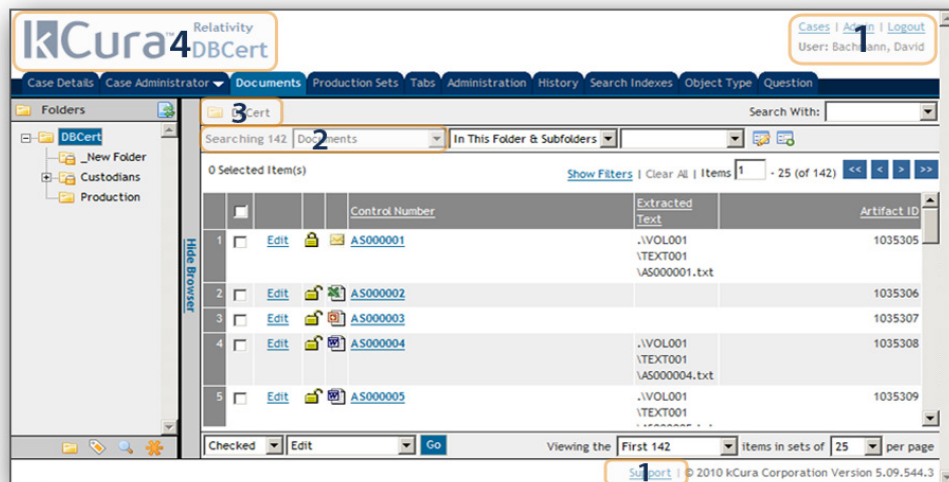 kCura™ 4 Relativity
DBCert
Cases | Admin | Logout
1
User: Bachmann, David
Case Details Case Administrator Documents Production Sets Tabs Administration History Search Indexes Object Type Question
Folders
DBCert
_New Folder
Custodians
Production
Hide Browser
3
DBCert
Search With:
Searching 142 Documents 2 In This Folder & Subfolders
0 Selected Item(s) Show Filters | Clear All | Items 1 - 25 (of 142) << < > >>
Control Number Extracted Text Artifact ID
1 Edit AS000001 .\VOL001 1035305
\TEXT001
\AS000001.txt
2 Edit AS000002 1035306
3 Edit AS000003 1035307
4 Edit AS000004 .\VOL001 1035308
\TEXT001
\AS000004.txt
5 Edit AS000005 .\VOL001 1035309
\TEXT001
Checked Edit Go Viewing the First 142 items in sets of 25 per page
Support | © 2010 kCura Corporation Version 5.09.544.3
1